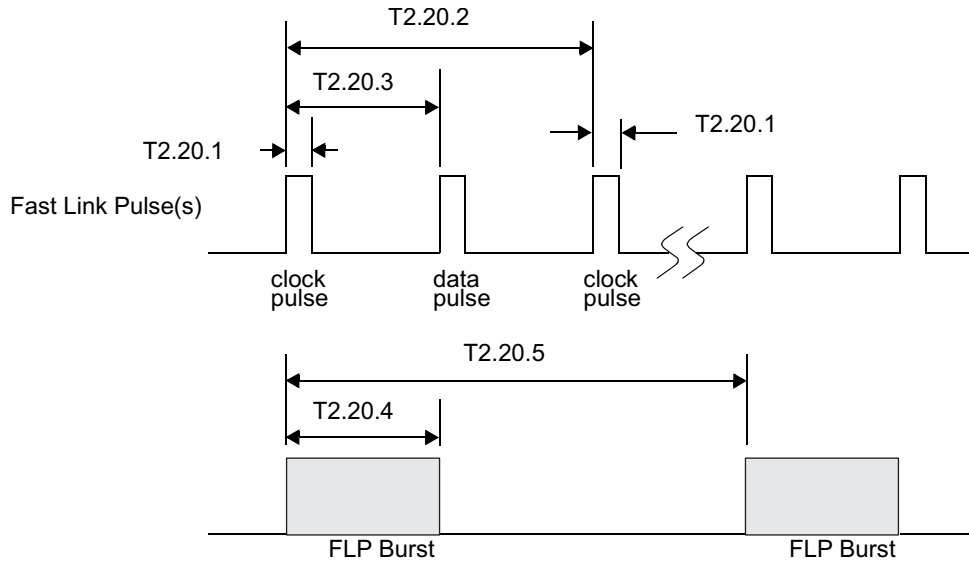 T2.20.2
T2.20.3
T2.20.1
T2.20.1
Fast Link Pulse(s)
clock
pulse
data
pulse
clock
pulse
T2.20.5
T2.20.4
FLP Burst
FLP Burst